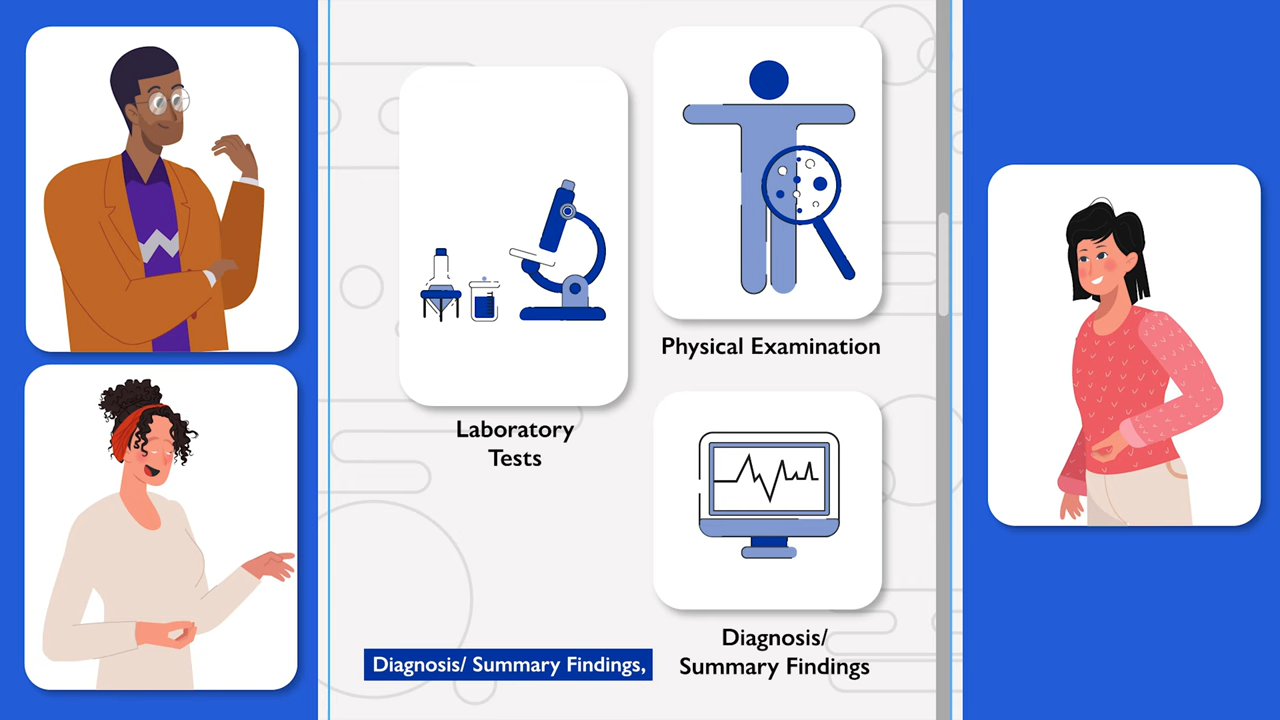 Physical Examination
Laboratory
Tests
Diagnosis/
Summary Findings
Diagnosis/ Summary Findings,